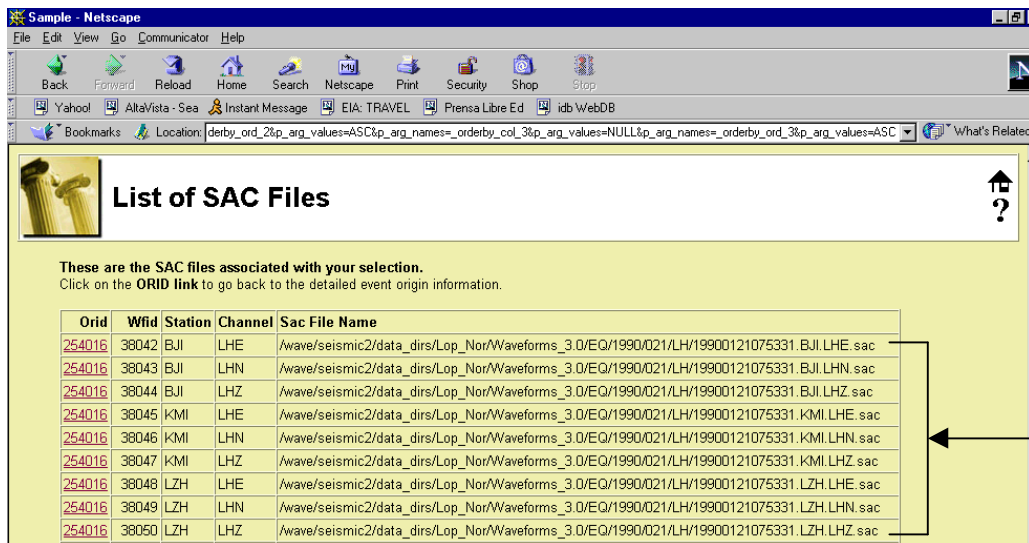 Sample - Netscape
File Edit View Go Communicator Help
My
Back Forward Reload Home Search Netscape Print Security Shop Stop
N
Yahoo! AltaVista - Sea Instant Message EIA: TRAVEL Prensa Libre Ed idb WebDB
Bookmarks Location: derby_ord_2&p_arg_values=ASC&p_arg_names=_orderby_col_3&p_arg_values=NULL&p_arg_names=_orderby_ord_3&p_arg_values=ASC What's Related
List of SAC Files
?
These are the SAC files associated with your selection.
Click on the ORID link to go back to the detailed event origin information.
Orid Wfid Station Channel Sac File Name
254016 38042 BJI LHE /wave/seismic2/data_dirs/Lop_Nor/Waveforms_3.0/EQ/1990/021/LH/19900121075331.BJI.LHE.sac
254016 38043 BJI LHN /wave/seismic2/data_dirs/Lop_Nor/Waveforms_3.0/EQ/1990/021/LH/19900121075331.BJI.LHN.sac
254016 38044 BJI LHZ /wave/seismic2/data_dirs/Lop_Nor/Waveforms_3.0/EQ/1990/021/LH/19900121075331.BJI.LHZ.sac
254016 38045 KMI LHE /wave/seismic2/data_dirs/Lop_Nor/Waveforms_3.0/EQ/1990/021/LH/19900121075331.KMI.LHE.sac
254016 38046 KMI LHN /wave/seismic2/data_dirs/Lop_Nor/Waveforms_3.0/EQ/1990/021/LH/19900121075331.KMI.LHN.sac
254016 38047 KMI LHZ /wave/seismic2/data_dirs/Lop_Nor/Waveforms_3.0/EQ/1990/021/LH/19900121075331.KMI.LHZ.sac
254016 38048 LZH LHE /wave/seismic2/data_dirs/Lop_Nor/Waveforms_3.0/EQ/1990/021/LH/19900121075331.LZH.LHE.sac
254016 38049 LZH LHN /wave/seismic2/data_dirs/Lop_Nor/Waveforms_3.0/EQ/1990/021/LH/19900121075331.LZH.LHN.sac
254016 38050 LZH LHZ /wave/seismic2/data_dirs/Lop_Nor/Waveforms_3.0/EQ/1990/021/LH/19900121075331.LZH.LHZ.sac